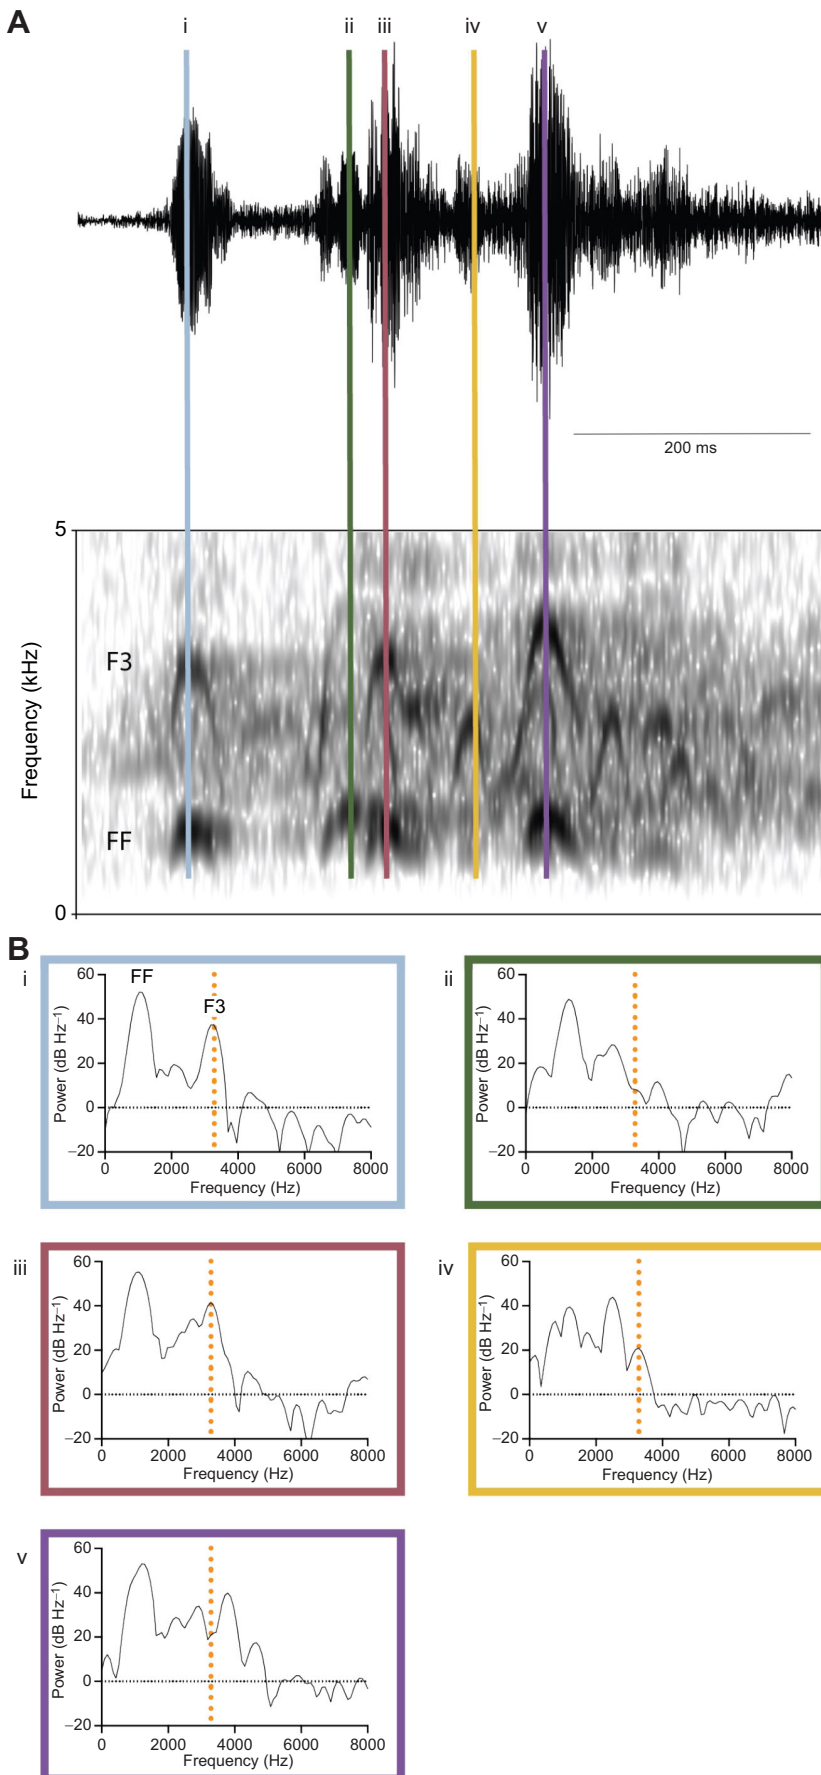 A
i ii iii iv v
200 ms
5
Frequency (kHz)
F3
FF
0
B
i
60
40
20
0
−20
Power (dB Hz−1)
FF
F3
0 2000 4000 6000 8000
Frequency (Hz)
ii
60
40
20
0
−20
Power (dB Hz−1)
0 2000 4000 6000 8000
Frequency (Hz)
iii
60
40
20
0
−20
Power (dB Hz−1)
0 2000 4000 6000 8000
Frequency (Hz)
iv
60
40
20
0
−20
Power (dB Hz−1)
0 2000 4000 6000 8000
Frequency (Hz)
v
60
40
20
0
−20
Power (dB Hz−1)
0 2000 4000 6000 8000
Frequency (Hz)